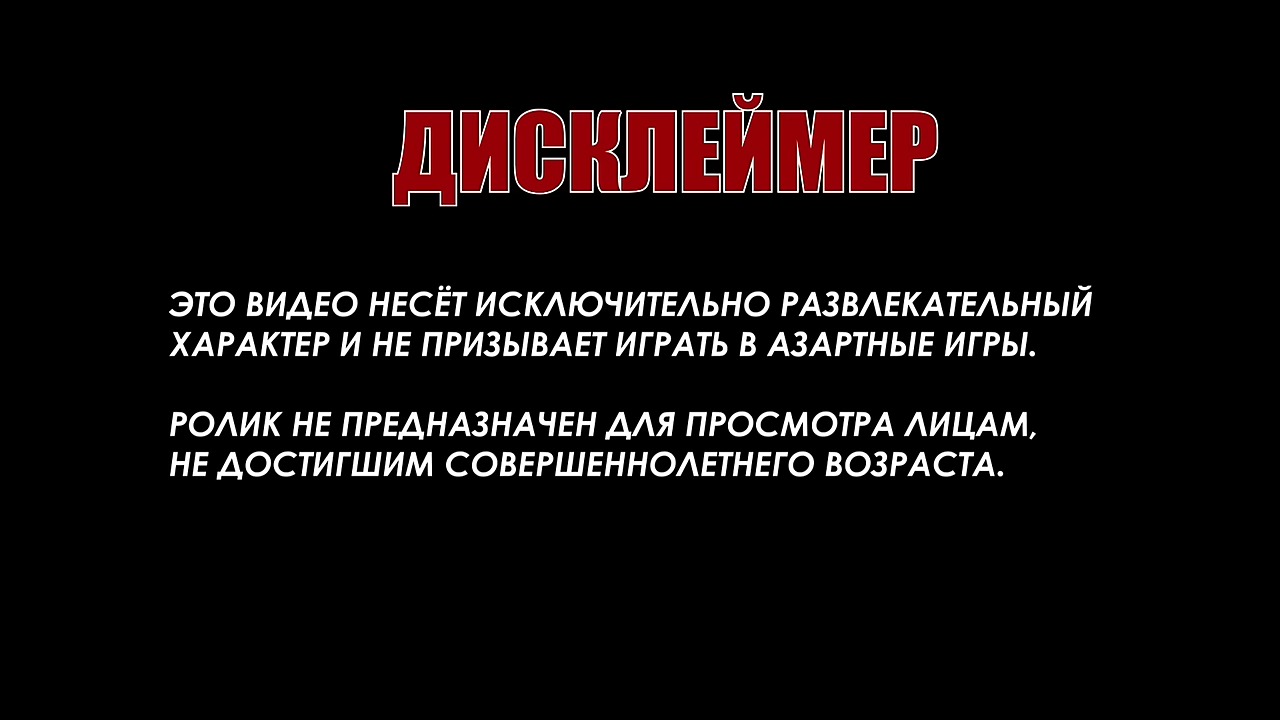 ДИСКЛЕЙМЕР
ЭТО ВИДЕО НЕСЁТ ИСКЛЮЧИТЕЛЬНО РАЗВЛЕКАТЕЛЬНЫЙ
ХАРАКТЕР И НЕ ПРИЗЫВАЕТ ИГРАТЬ В АЗАРТНЫЕ ИГРЫ.
РОЛИК НЕ ПРЕДНАЗНАЧЕН ДЛЯ ПРОСМОТРА ЛИЦАМ,
НЕ ДОСТИГШИМ СОВЕРШЕННОЛЕТНЕГО ВОЗРАСТА.